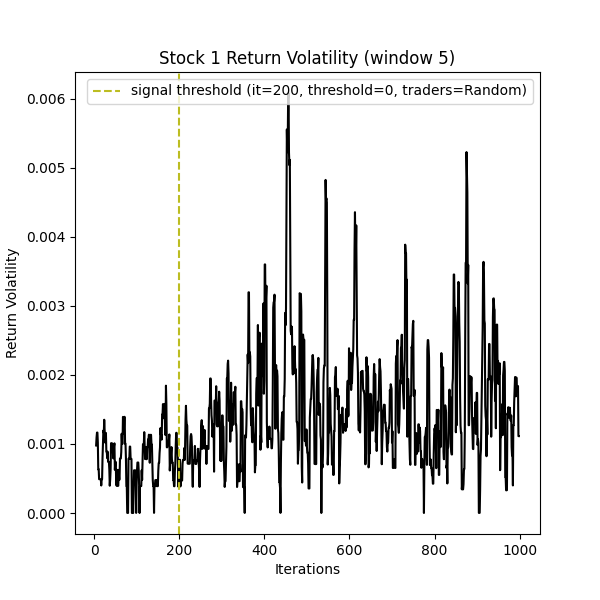 Stock 1 Return Volatility (window 5)
signal threshold (it=200, threshold=0, traders=Random)
0.006
0.005
0.004
0.003
0.002
0.001
0.000
Return Volatility
0 200 400 600 800 1000
Iterations